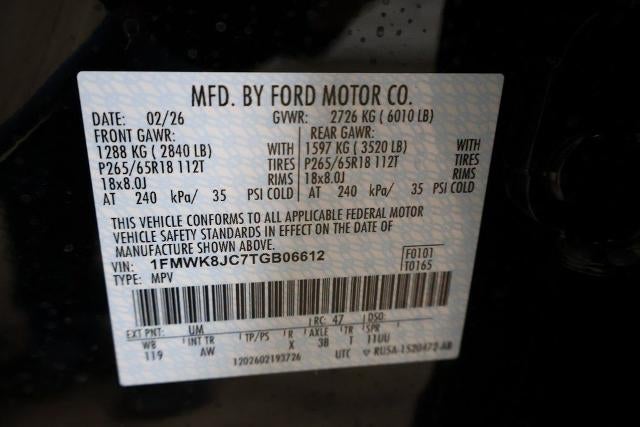 MFD. BY FORD MOTOR CO.
DATE: 02/26 GVWR: 2726 KG ( 6010 LB)
FRONT GAWR: REAR GAWR:
1288 KG ( 2840 LB) WITH 1597 KG ( 3520 LB) WITH
P265/65R18 112T TIRES P265/65R18 112T TIRES
18x8.0J RIMS 18x8.0J RIMS
AT 240 kPa/ 35 PSI COLD AT 240 kPa/ 35 PSI COLD
THIS VEHICLE CONFORMS TO ALL APPLICABLE FEDERAL MOTOR
VEHICLE SAFETY STANDARDS IN EFFECT ON THE DATE OF
MANUFACTURE SHOWN ABOVE.
VIN: 1FMWK8JC7TGB06612 F0101
TYPE: MPV T0165
EXT PNT: UM RC: 47 DSO:
WB INT TR TP/PS R AXLE TR SPR
119 AW X 3B T 11UU
1202602193726 UTC RU5A-1520472-AB